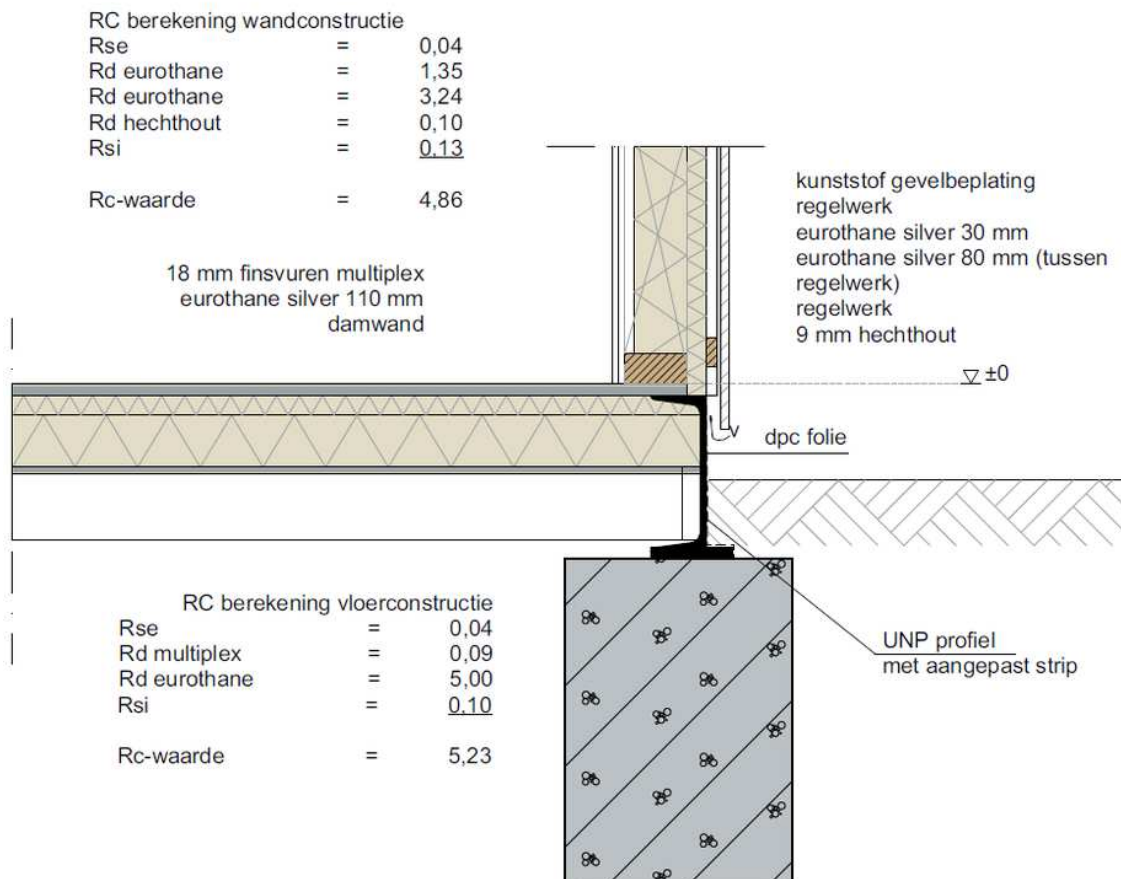 RC berekening wandconstructie
Rse = 0,04
Rd eurothane = 1,35
Rd eurothane = 3,24
Rd hechthout = 0,10
Rsi = 0,13
Rc-waarde = 4,86
kunststof gevelbeplating
regelwerk
eurothane silver 30 mm
eurothane silver 80 mm (tussen
regelwerk)
regelwerk
9 mm hechthout
18 mm finsvuren multiplex
eurothane silver 110 mm
damwand
±0
dpc folie
RC berekening vloerconstructie
Rse = 0,04
Rd multiplex = 0,09
Rd eurothane = 5,00
Rsi = 0,10
Rc-waarde = 5,23
UNP profiel
met aangepast strip